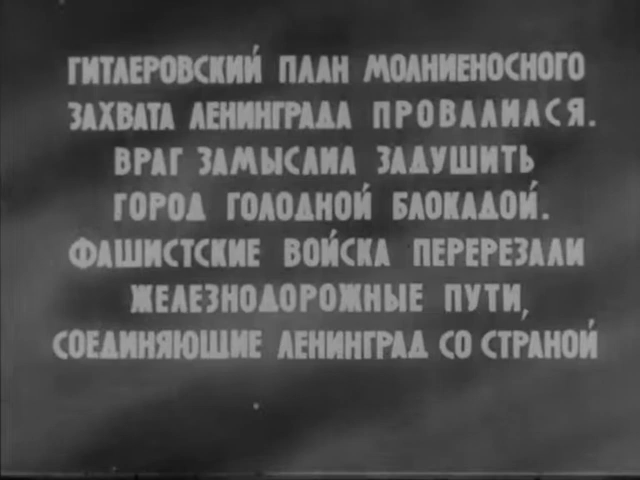 ГИТЛЕРОВСКИЙ ПЛАН МОЛНИЕНОСНОГО
ЗАХВАТА ЛЕНИНГРАДА ПРОВАЛИЛСЯ.
ВРАГ ЗАМЫСЛИЛ ЗАДУШИТЬ
ГОРОД ГОЛОДНОЙ БЛОКАДОЙ.
ФАШИСТСКИЕ ВОЙСКА ПЕРЕРЕЗАЛИ
ЖЕЛЕЗНОДОРОЖНЫЕ ПУТИ,
СОЕДИНЯЮЩИЕ ЛЕНИНГРАД СО СТРАНОЙ